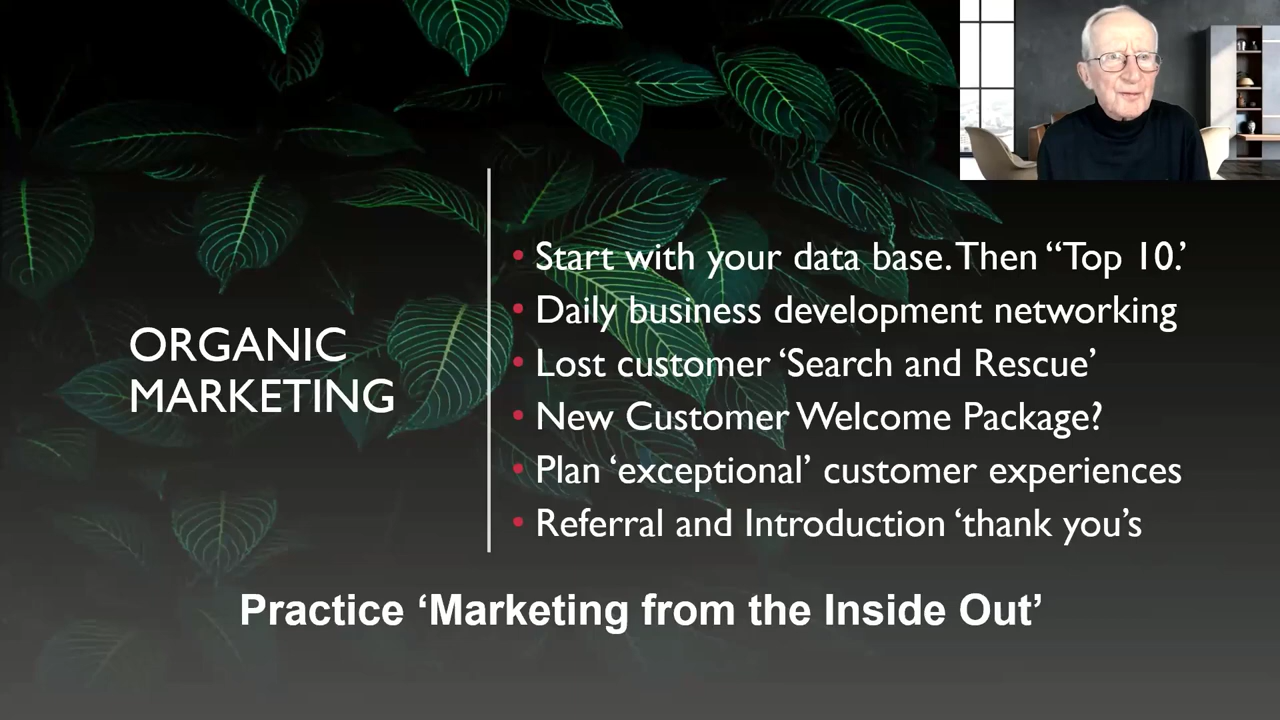 ORGANIC
MARKETING
• Start with your data base. Then “Top 10.’
• Daily business development networking
• Lost customer ‘Search and Rescue’
• New Customer Welcome Package?
• Plan ‘exceptional’ customer experiences
• Referral and Introduction ‘thank you’s
Practice ‘Marketing from the Inside Out’